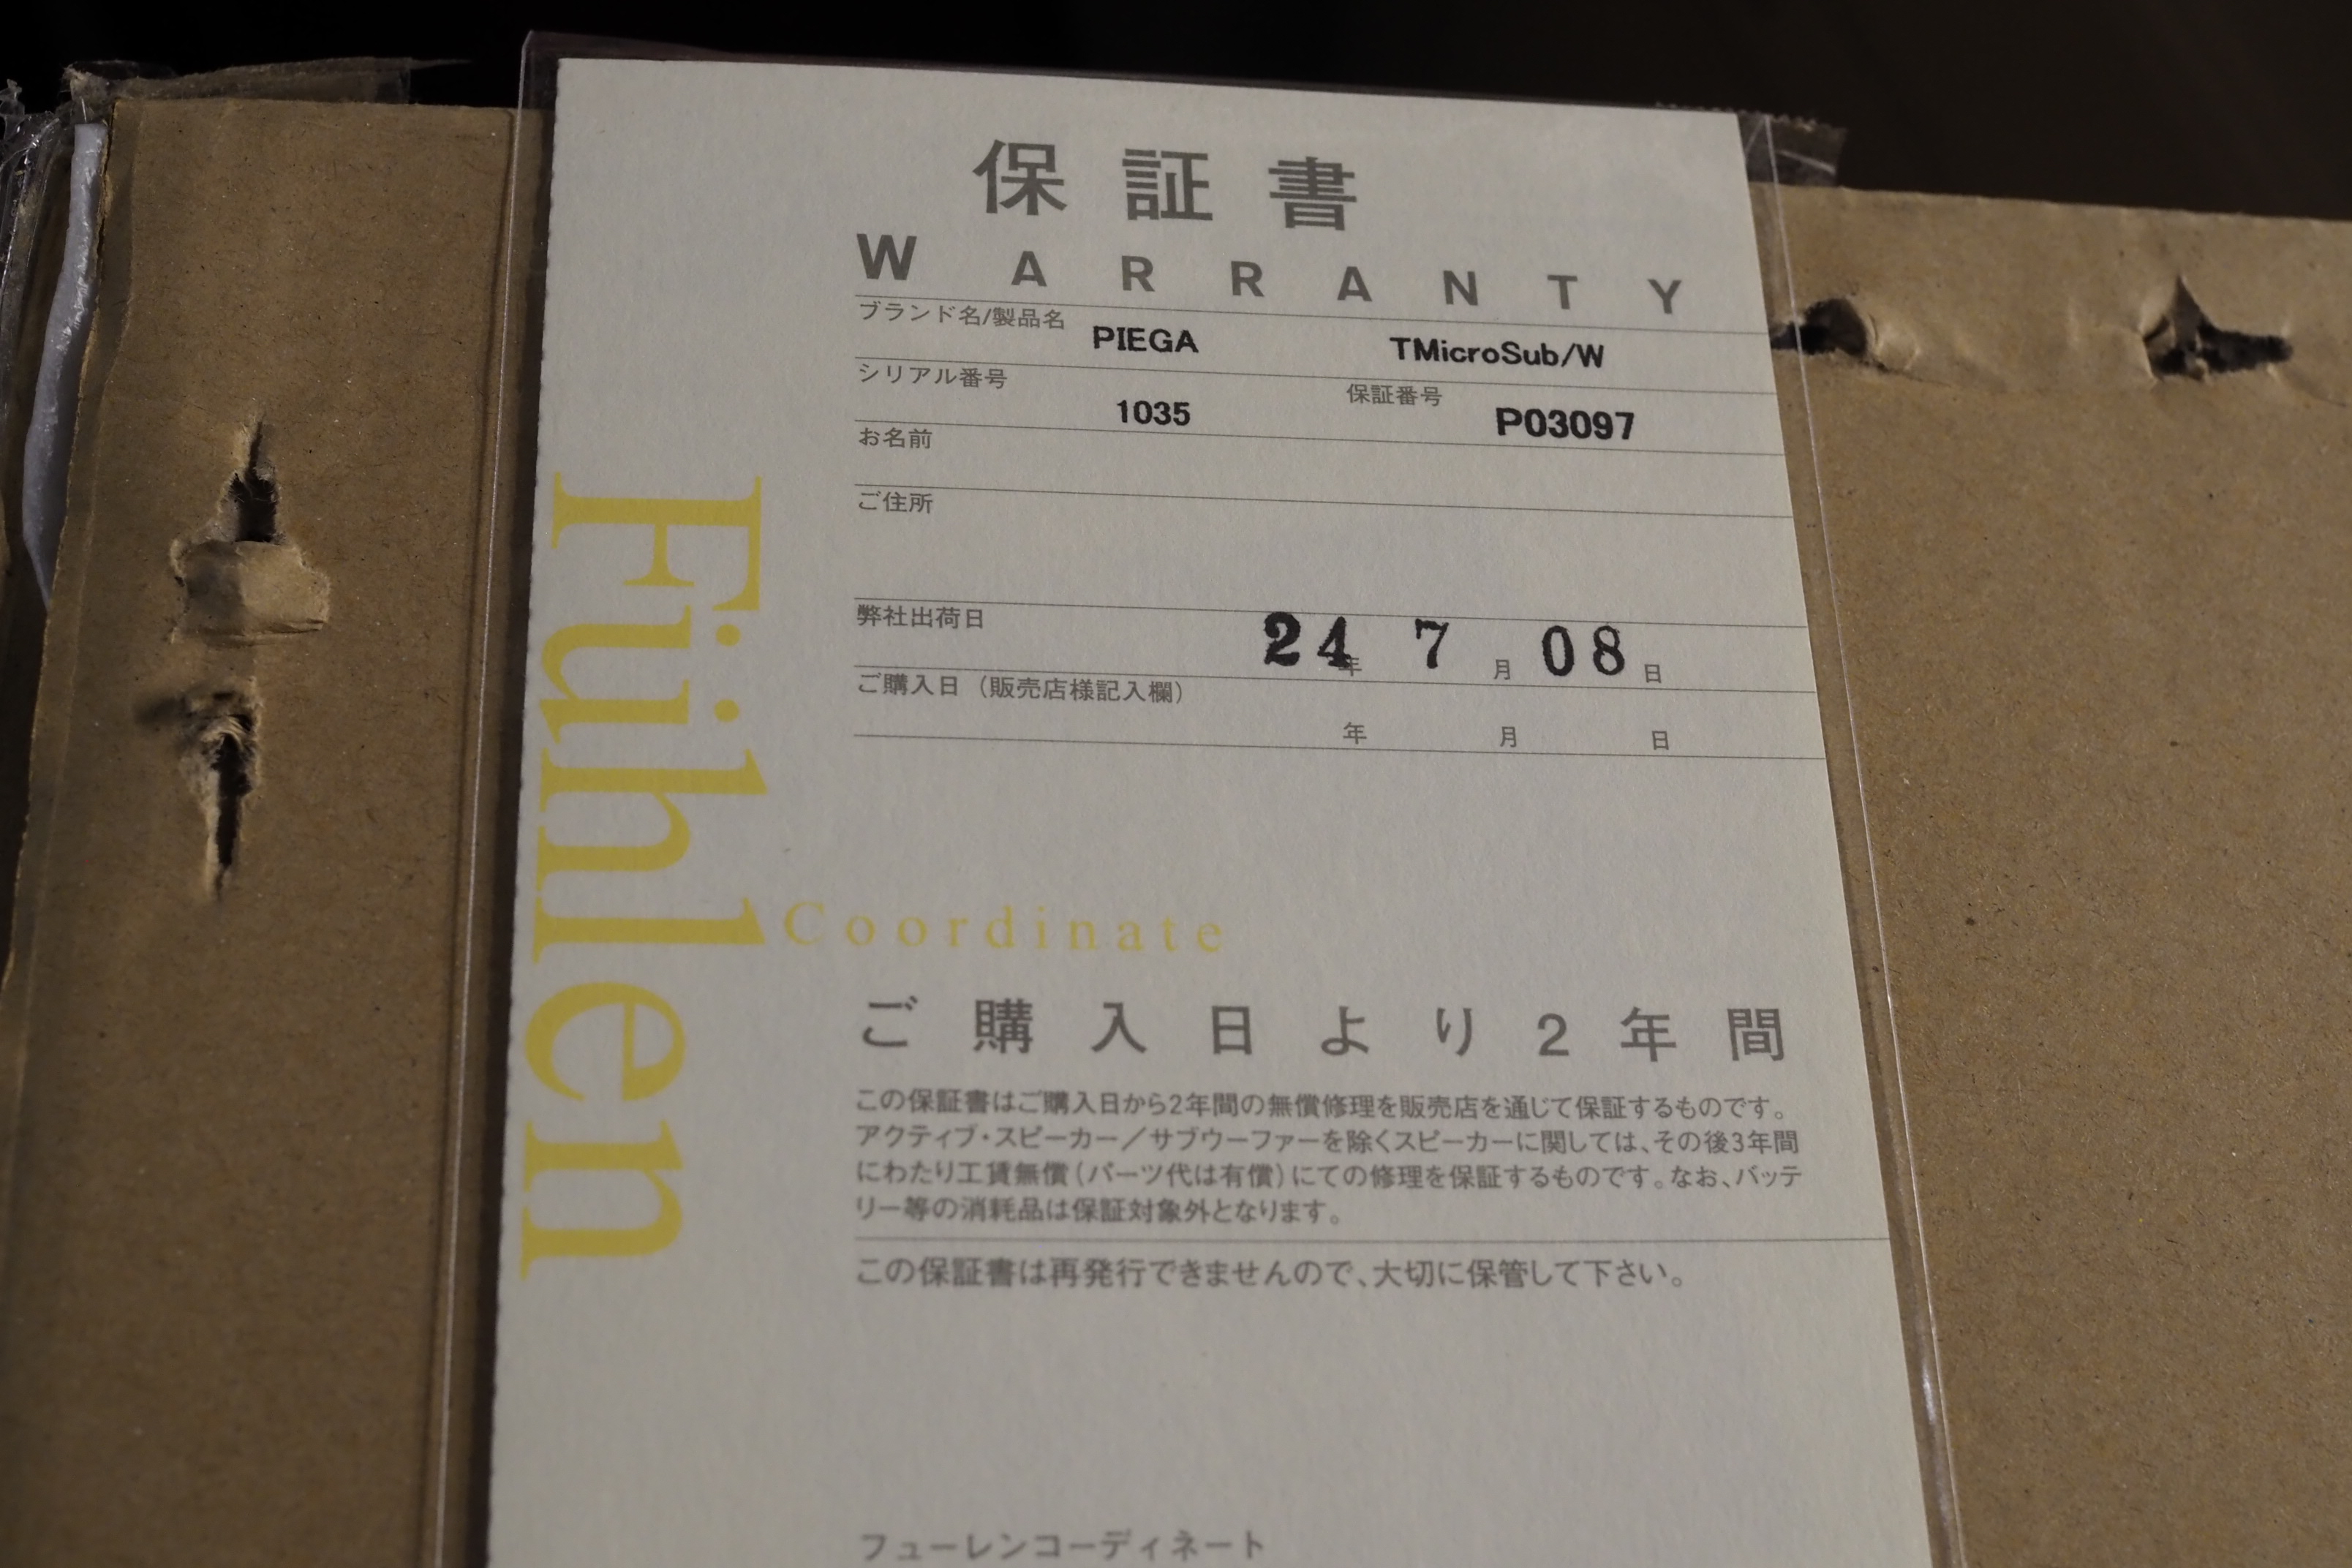 保証書
WARRANTY
ブランド名/製品名 PIEGA TMicroSub/W
シリアル番号 1035 保証番号 P03097
お名前
ご住所
弊社出荷日 24年 7月 08日
ご購入日（販売店様記入欄）
年 月 日
Fühlen
Coordinate
ご購入日より2年間
この保証書はご購入日から2年間の無償修理を販売店を通じて保証するものです。
アクティブ・スピーカー／サブウーファーを除くスピーカーに関しては、その後3年間
にわたり工賃無償（パーツ代は有償）にての修理を保証するものです。なお、バッテ
リー等の消耗品は保証対象外となります。
この保証書は再発行できませんので、大切に保管して下さい。
フューレンコーディネート